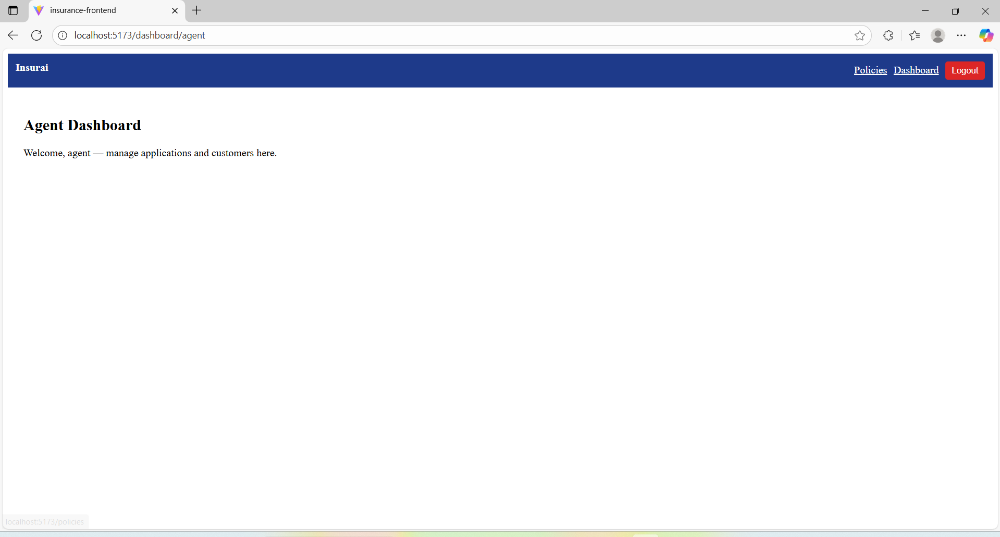 insurance-frontend
localhost:5173/dashboard/agent
Insurai
Policies Dashboard Logout
Agent Dashboard
Welcome, agent — manage applications and customers here.
localhost:5173/policies